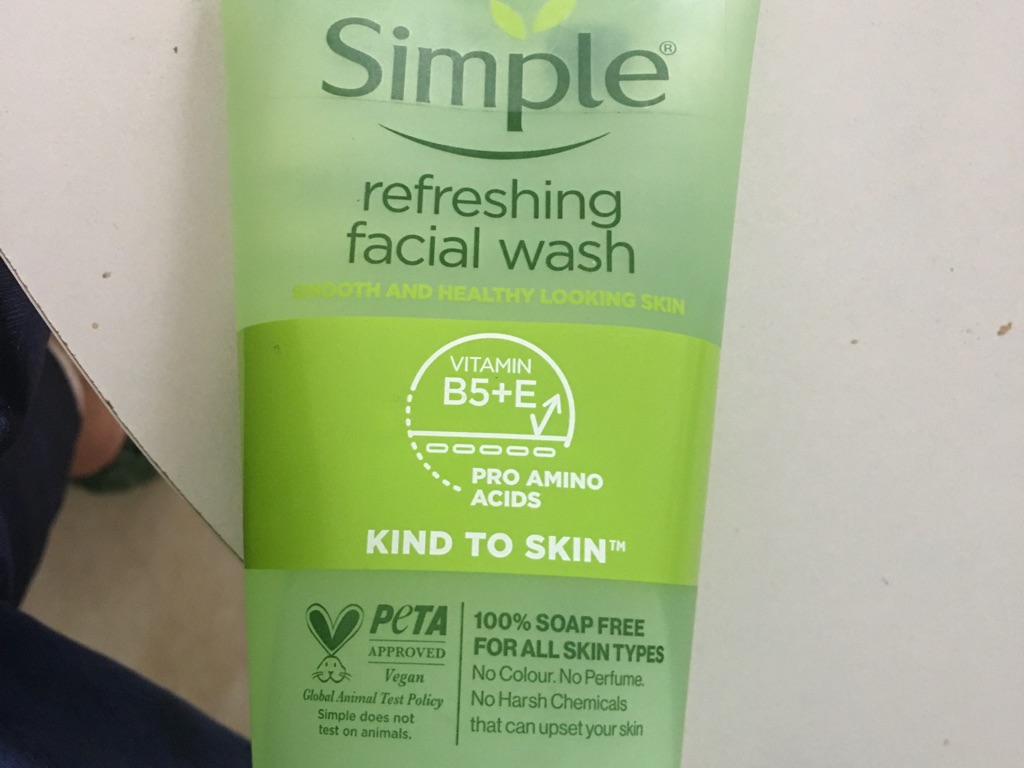 Simple®
refreshing
facial wash
SMOOTH AND HEALTHY LOOKING SKIN
VITAMIN
B5+E
PRO AMINO
ACIDS
KIND TO SKIN™
PeTA
APPROVED
Vegan
Global Animal Test Policy
Simple does not
test on animals.
100% SOAP FREE
FOR ALL SKIN TYPES
No Colour. No Perfume.
No Harsh Chemicals
that can upset your skin